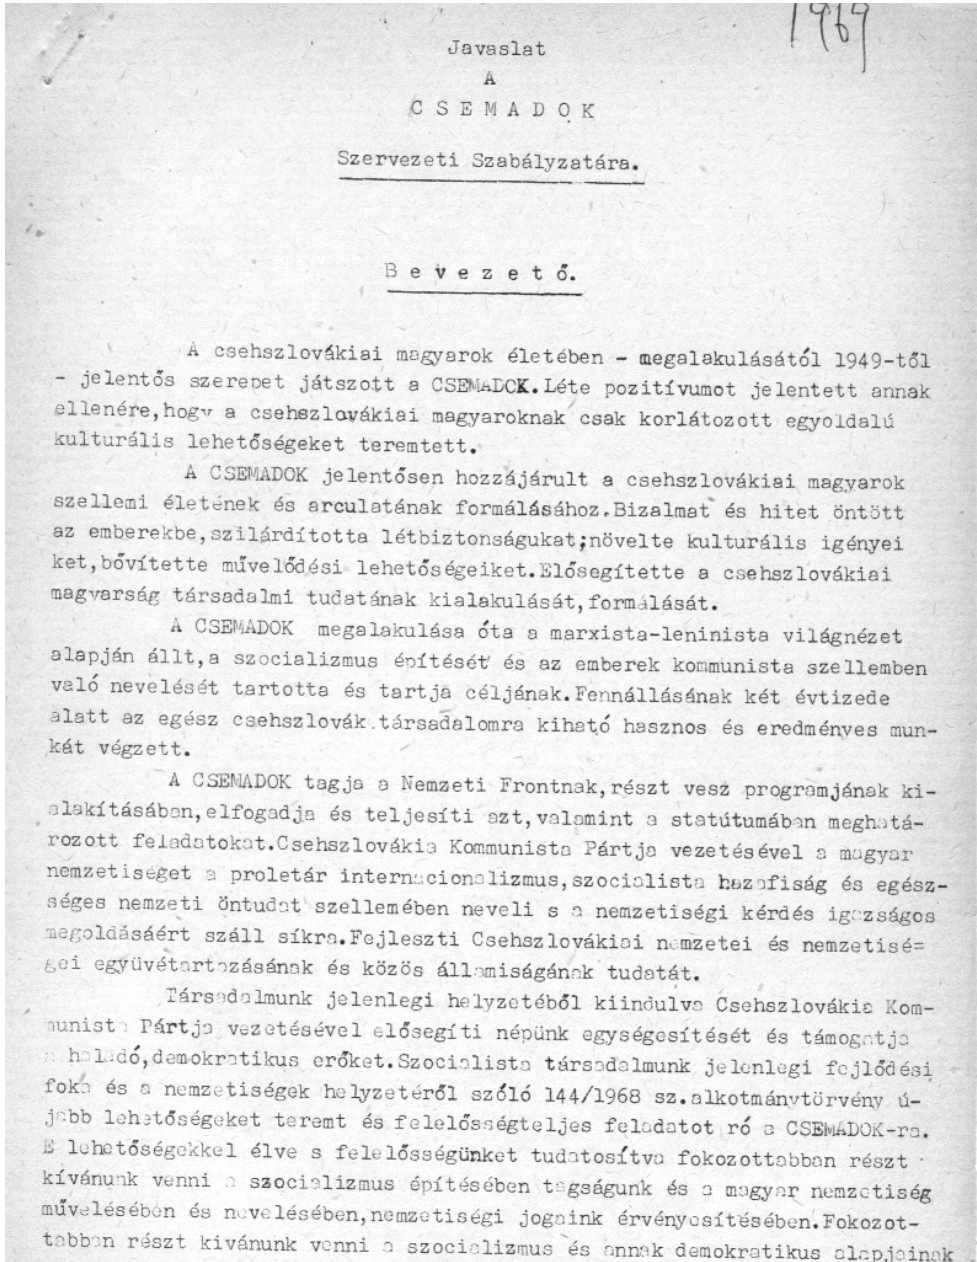 1969
Javaslat
A
C S E M A D O K
Szervezeti Szabályzatára.
B e v e z e t ő.
A csehszlovákiai magyarok életében - megalakulásától 1949-től
- jelentős szerepet játszott a CSEMADOK.Léte pozitívumot jelentett annak
ellenére,hogy a csehszlovákiai magyaroknak csak korlátozott egyoldalú
kulturális lehetőségeket teremtett.
A CSEMADOK jelentősen hozzájárult a csehszlovákiai magyarok
szellemi életének és arculatának formálásához.Bizalmat és hitet öntött
az emberekbe,szilárdította létbiztonságukat;növelte kulturális igényei
ket,bővítette művelődési lehetőségeiket.Elősegítette a csehszlovákiai
magyarság társadalmi tudatának kialakulását,formálását.
A CSEMADOK megalakulása óta a marxista-leninista világnézet
alapján állt,a szocializmus építését és az emberek kommunista szellemben
való nevelését tartotta és tartja céljának.Fennállásának két évtizede
alatt az egész csehszlovák társadalomra kiható hasznos és eredményes mun-
kát végzett.
A CSEMADOK tagja a Nemzeti Frontnak,részt vesz programjának ki-
alakításában,elfogadja és teljesíti azt,valamint a statútumában meghatá-
rozott feladatokat.Csehszlovákia Kommunista Pártja vezetésével a magyar
nemzetiséget a proletár internacionalizmus,szocialista hazafiság és egész-
séges nemzeti öntudat szellemében neveli s a nemzetiségi kérdés igazságos
megoldásáért száll síkra.Fejleszti Csehszlovákiai nemzetei és nemzetisé=
gei együvétartozásának és közös államiságának tudatát.
Társadalmunk jelenlegi helyzetéből kiindulva Csehszlovákia Kom-
munista Pártja vezetésével elősegíti népünk egységesítését és támogatja
a haladó,demokratikus erőket.Szocialista társadalmunk jelenlegi fejlődési
foka és a nemzetiségek helyzetéről szóló 144/1968 sz.alkotmánytörvény ú-
jabb lehetőségeket teremt és felelősségteljes feladatot ró a CSEMADOK-ra.
E lehetőségekkel élve s felelősségünket tudatosítva fokozottabban részt
kívánunk venni a szocializmus építésében tagságunk és a magyar nemzetiség
művelésében és nevelésében,nemzetiségi jogaink érvényesítésében.Fokozot-
tabban részt kivánunk venni a szocializmus és annak demokratikus alapjainak